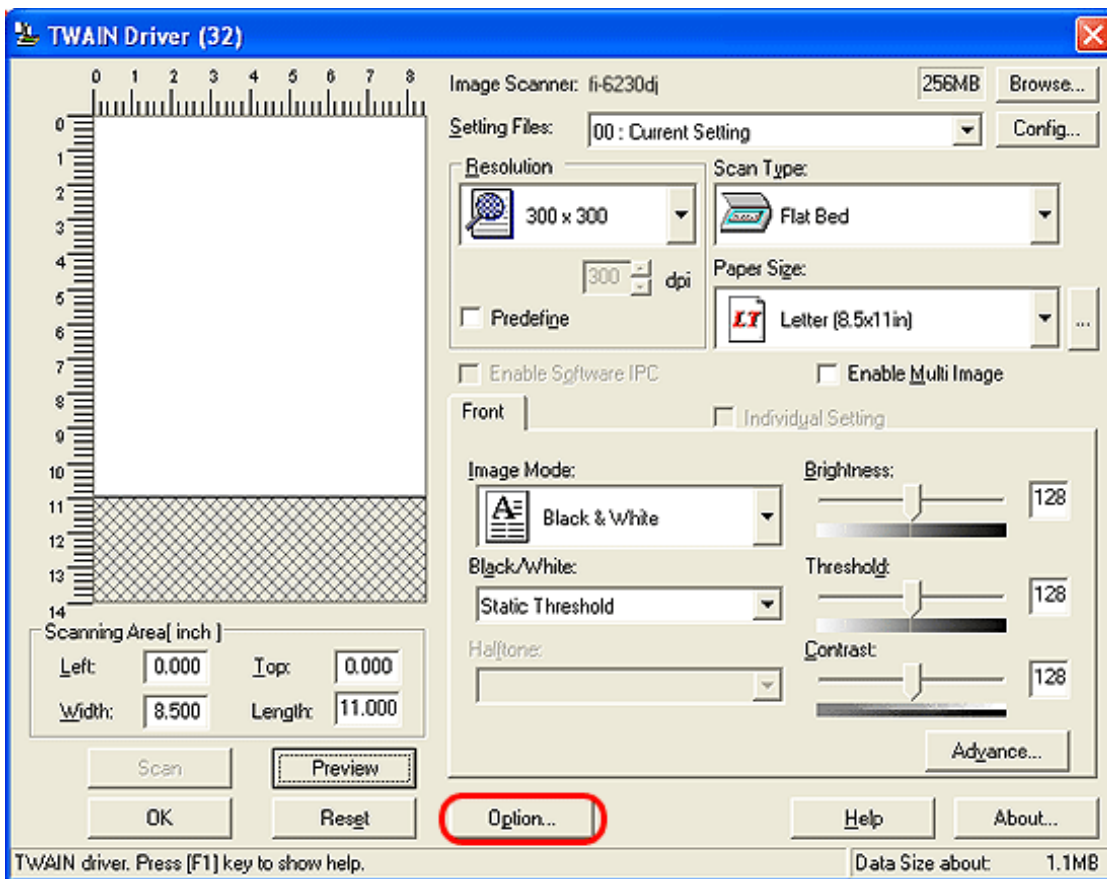 TWAIN Driver (32)
0 1 2 3 4 5 6 7 8
0
1
2
3
4
5
6
7
8
9
10
11
12
13
14
Scanning Area( inch )
Left: 0.000 Top: 0.000
Width: 8.500 Length: 11.000
Scan Preview
OK Reset
Image Scanner: fi-6230dj 256MB Browse...
Setting Files: 00 : Current Setting Config...
Resolution
300 x 300
300 dpi
Predefine
Scan Type:
Flat Bed
Paper Size:
LT Letter (8.5x11in) ...
Enable Software IPC Enable Multi Image
Front Individual Setting
Image Mode:
A Black & White
Black/White:
Static Threshold
Halftone:
Brightness:
128
Threshold:
128
Contrast:
128
Advance...
Option... Help About...
TWAIN driver. Press [F1] key to show help. Data Size about: 1.1MB